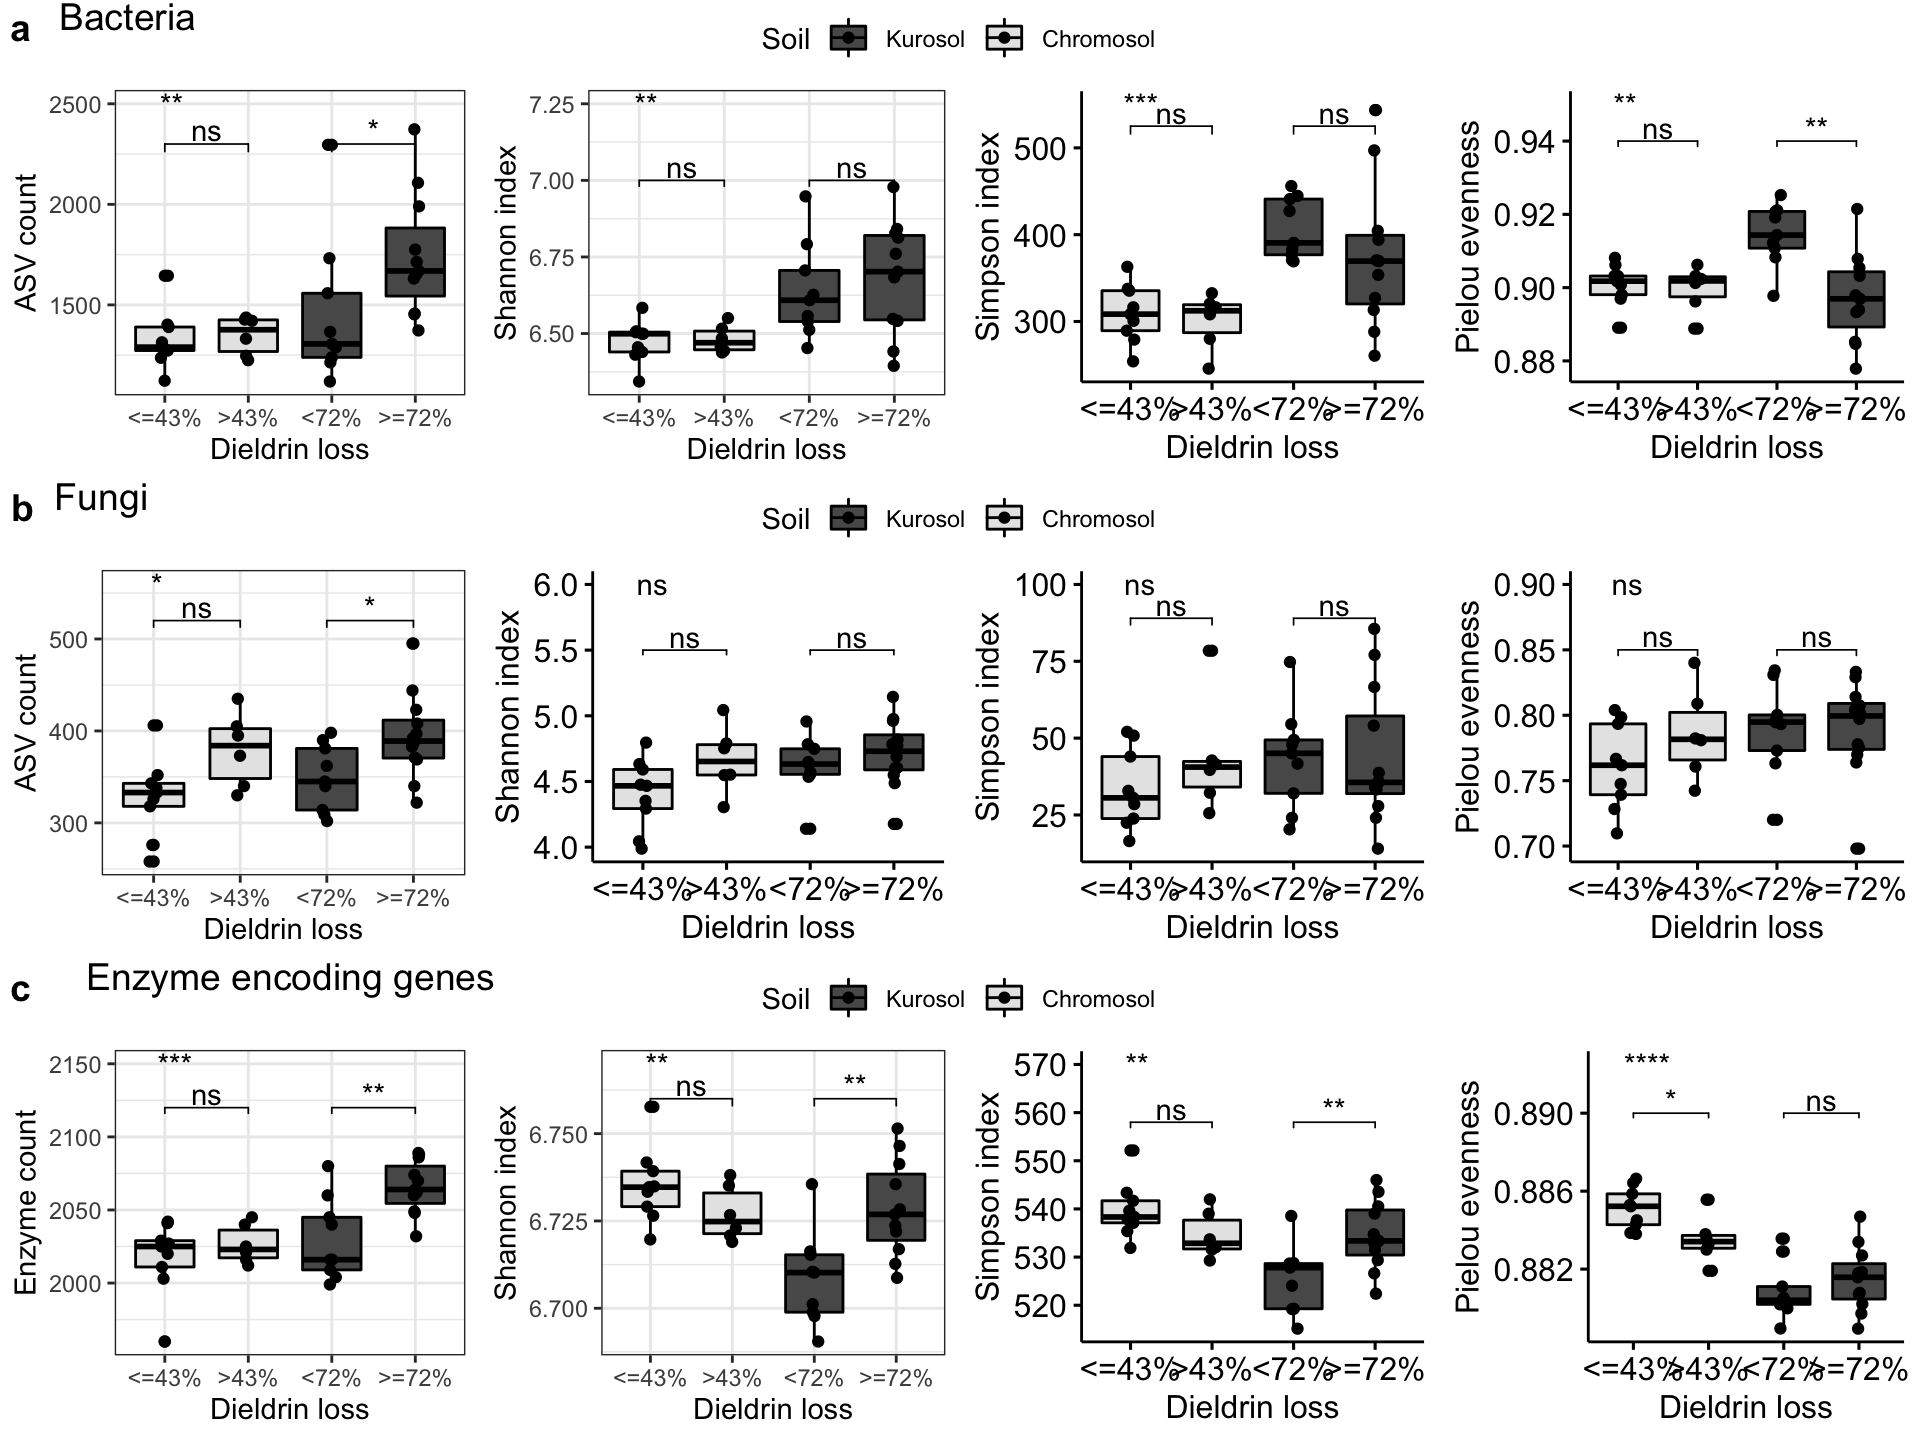 a Bacteria
Soil Kurosol Chromosol
ASV count
2500
2000
1500
**
ns
*
<=43% >43% <72% >=72%
Dieldrin loss
Shannon index
7.25
7.00
6.75
6.50
**
ns
ns
<=43% >43% <72% >=72%
Dieldrin loss
Simpson index
500
400
300
***
ns
ns
<=43% >43% <72% >=72%
Dieldrin loss
Pielou evenness
0.94
0.92
0.90
0.88
**
ns
**
<=43% >43% <72% >=72%
Dieldrin loss
b Fungi
Soil Kurosol Chromosol
ASV count
500
400
300
*
ns
*
<=43% >43% <72% >=72%
Dieldrin loss
Shannon index
6.0
5.5
5.0
4.5
4.0
ns
ns
ns
<=43% >43% <72% >=72%
Dieldrin loss
Simpson index
100
75
50
25
ns
ns
ns
<=43% >43% <72% >=72%
Dieldrin loss
Pielou evenness
0.90
0.85
0.80
0.75
0.70
ns
ns
ns
<=43% >43% <72% >=72%
Dieldrin loss
c Enzyme encoding genes
Soil Kurosol Chromosol
Enzyme count
2150
2100
2050
2000
***
ns
**
<=43% >43% <72% >=72%
Dieldrin loss
Shannon index
6.750
6.725
6.700
**
ns
**
<=43% >43% <72% >=72%
Dieldrin loss
Simpson index
570
560
550
540
530
520
**
ns
**
<=43% >43% <72% >=72%
Dieldrin loss
Pielou evenness
0.890
0.886
0.882
****
*
ns
<=43% >43% <72% >=72%
Dieldrin loss